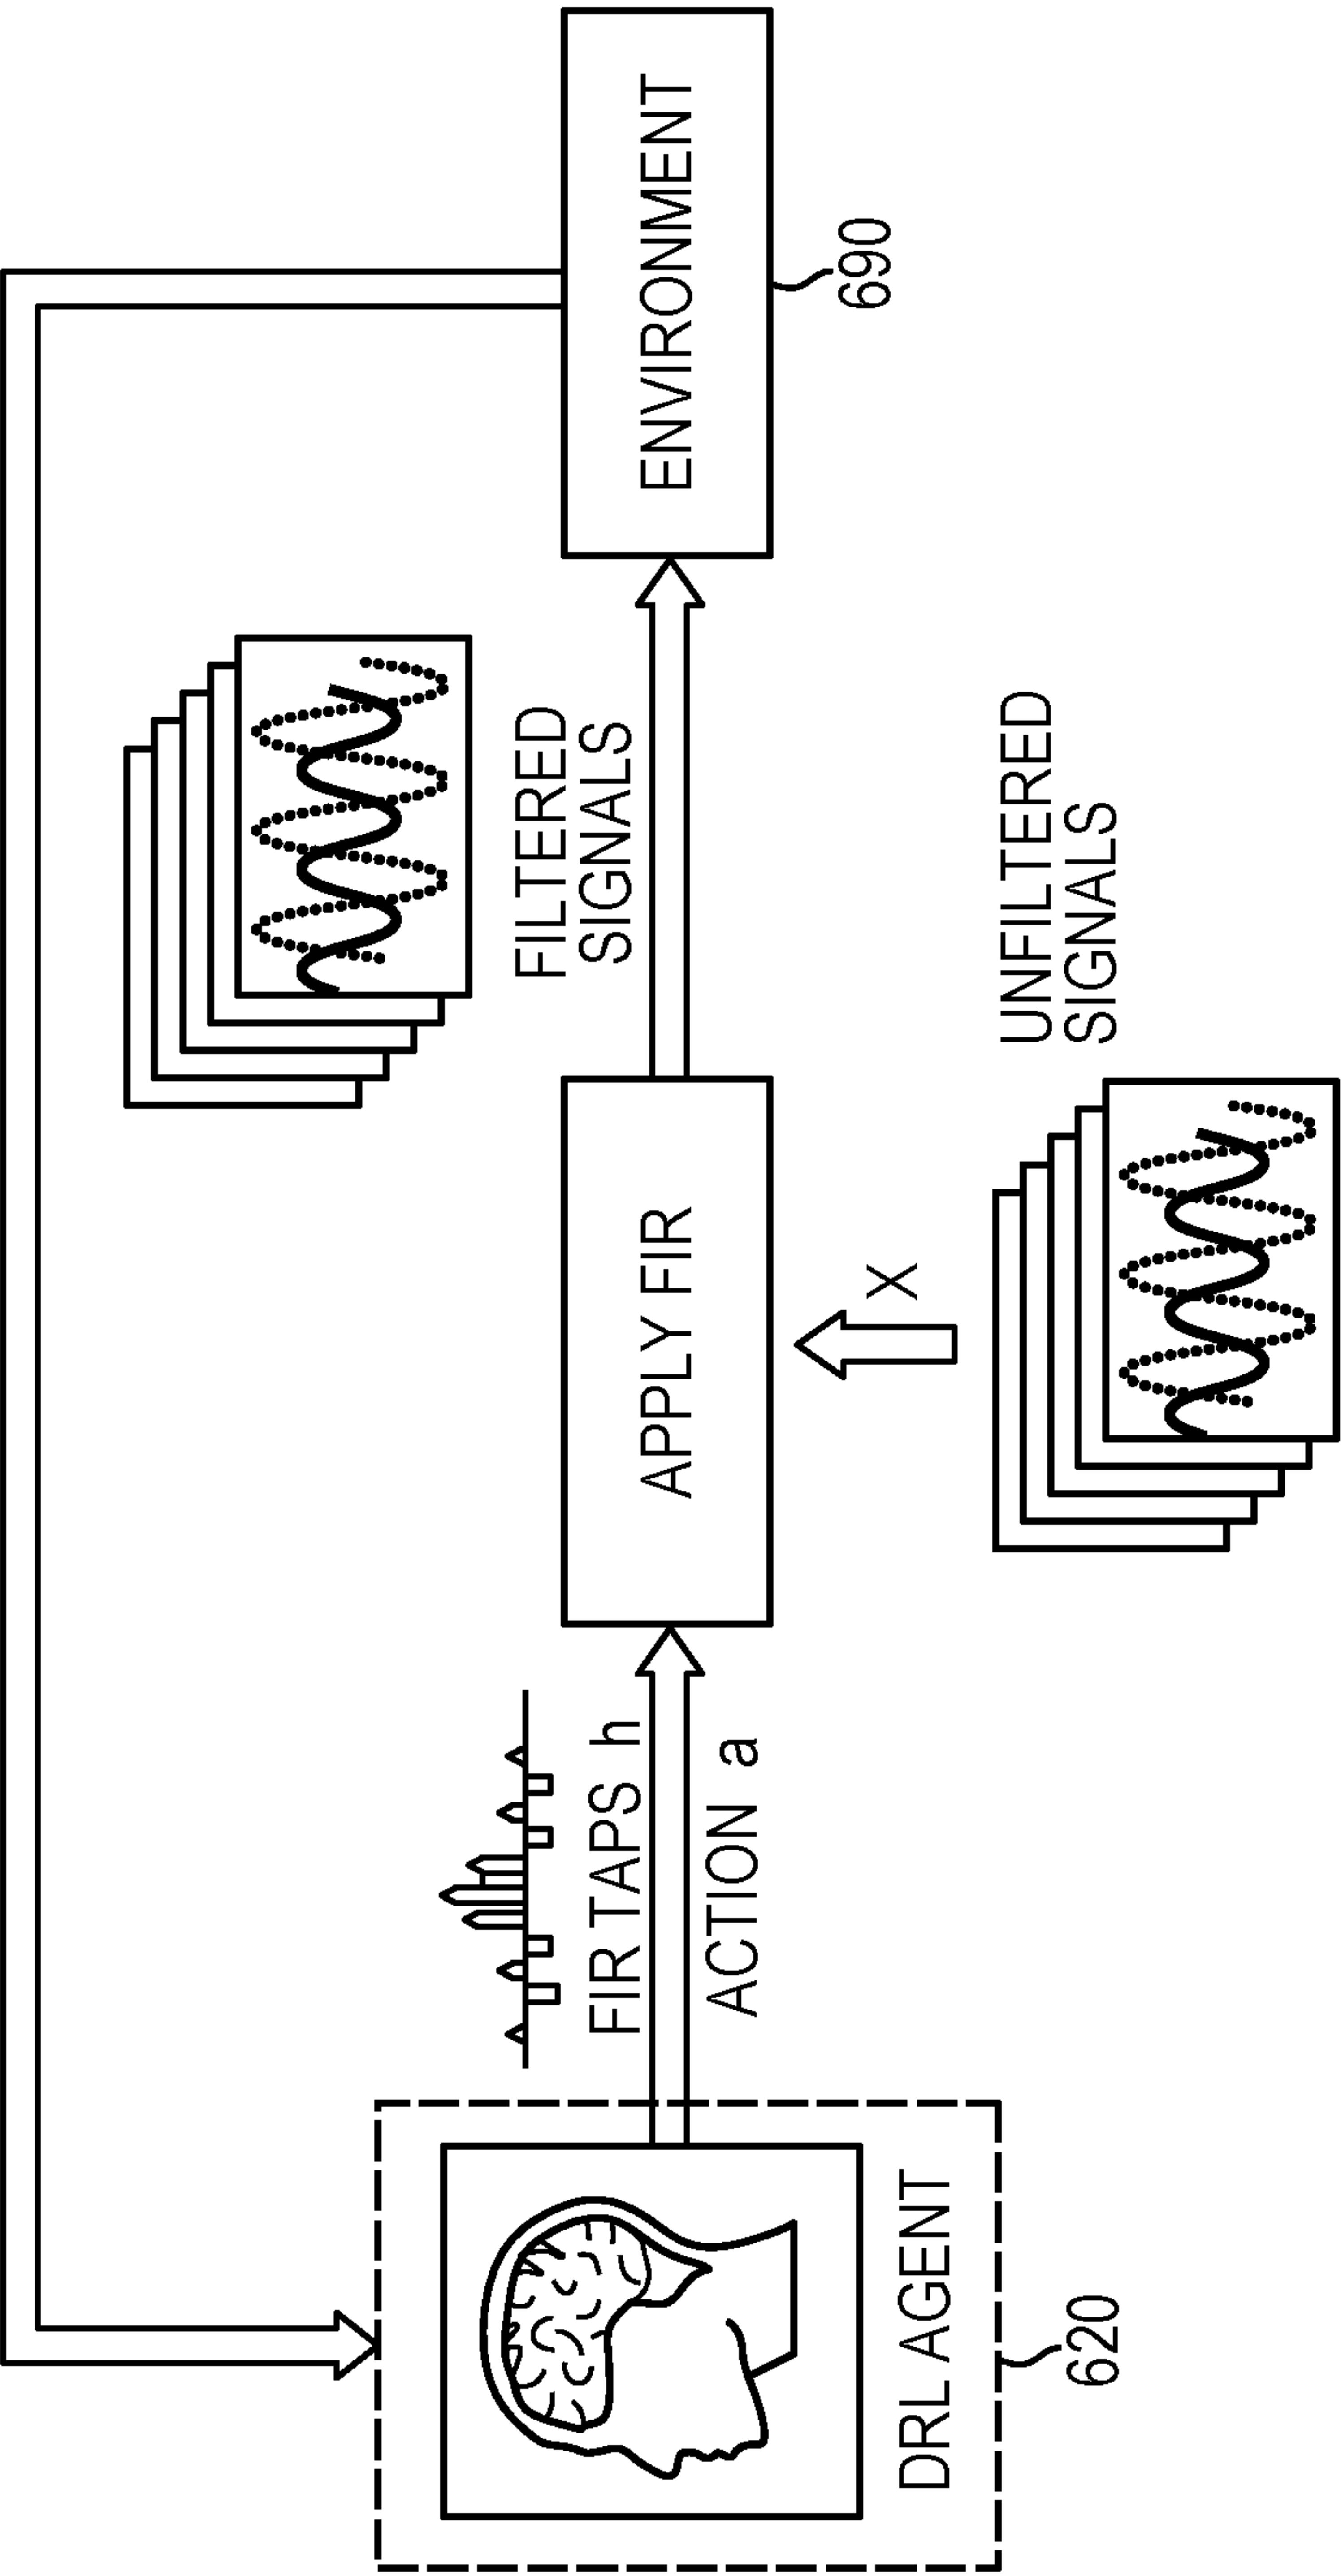 FILTERED
SIGNALS
FIR TAPS h
ACTION a
APPLY FIR
ENVIRONMENT
690
X
UNFILTERED
SIGNALS
DRL AGENT
620